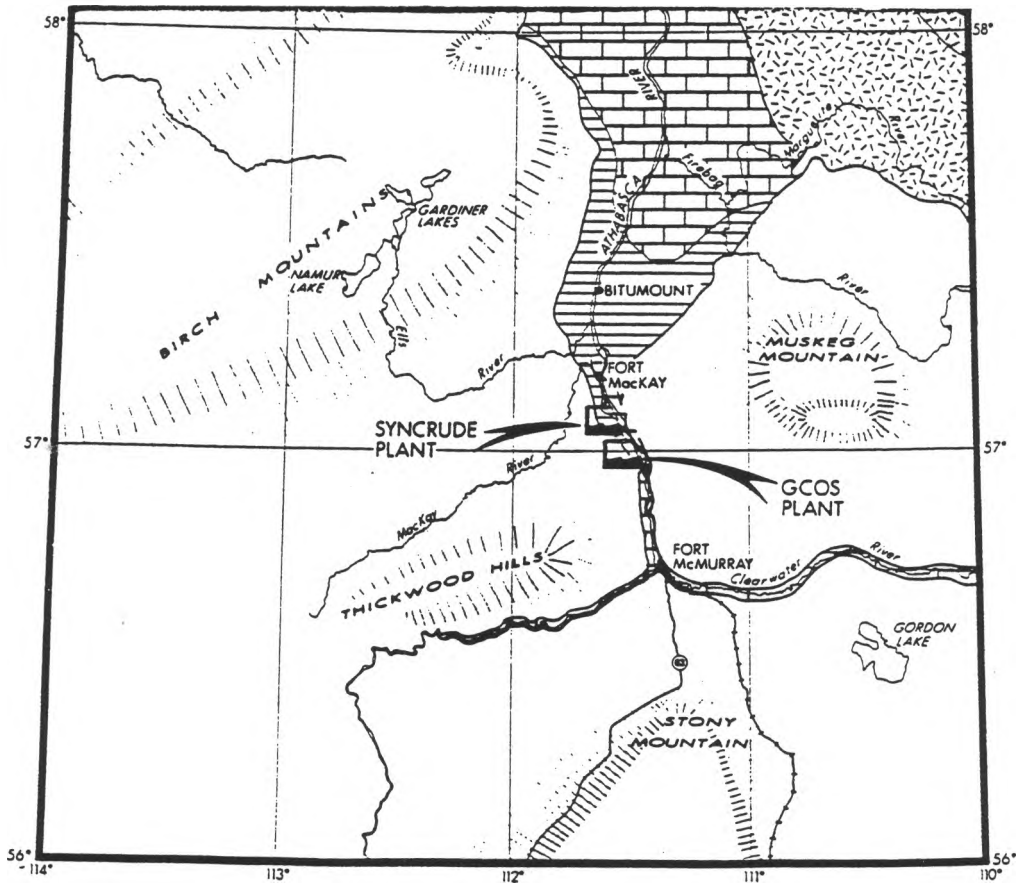 58°
58°
RIVER
Marguerite
River
Firebag
ATHABASCA
GARDINER
LAKES
BIRCH MOUNTAINS
NAMUR
LAKE
BITUMOUNT
River
MUSKEG
MOUNTAIN
Ells
River
FORT
MacKAY
SYNCRUDE
PLANT
57°
57°
River
GCOS
PLANT
MacKay
FORT
McMURRAY
Clearwater
River
THICKWOOD HILLS
GORDON
LAKE
63
STONY
MOUNTAIN
56°
56°
114°
113°
112°
111°
110°